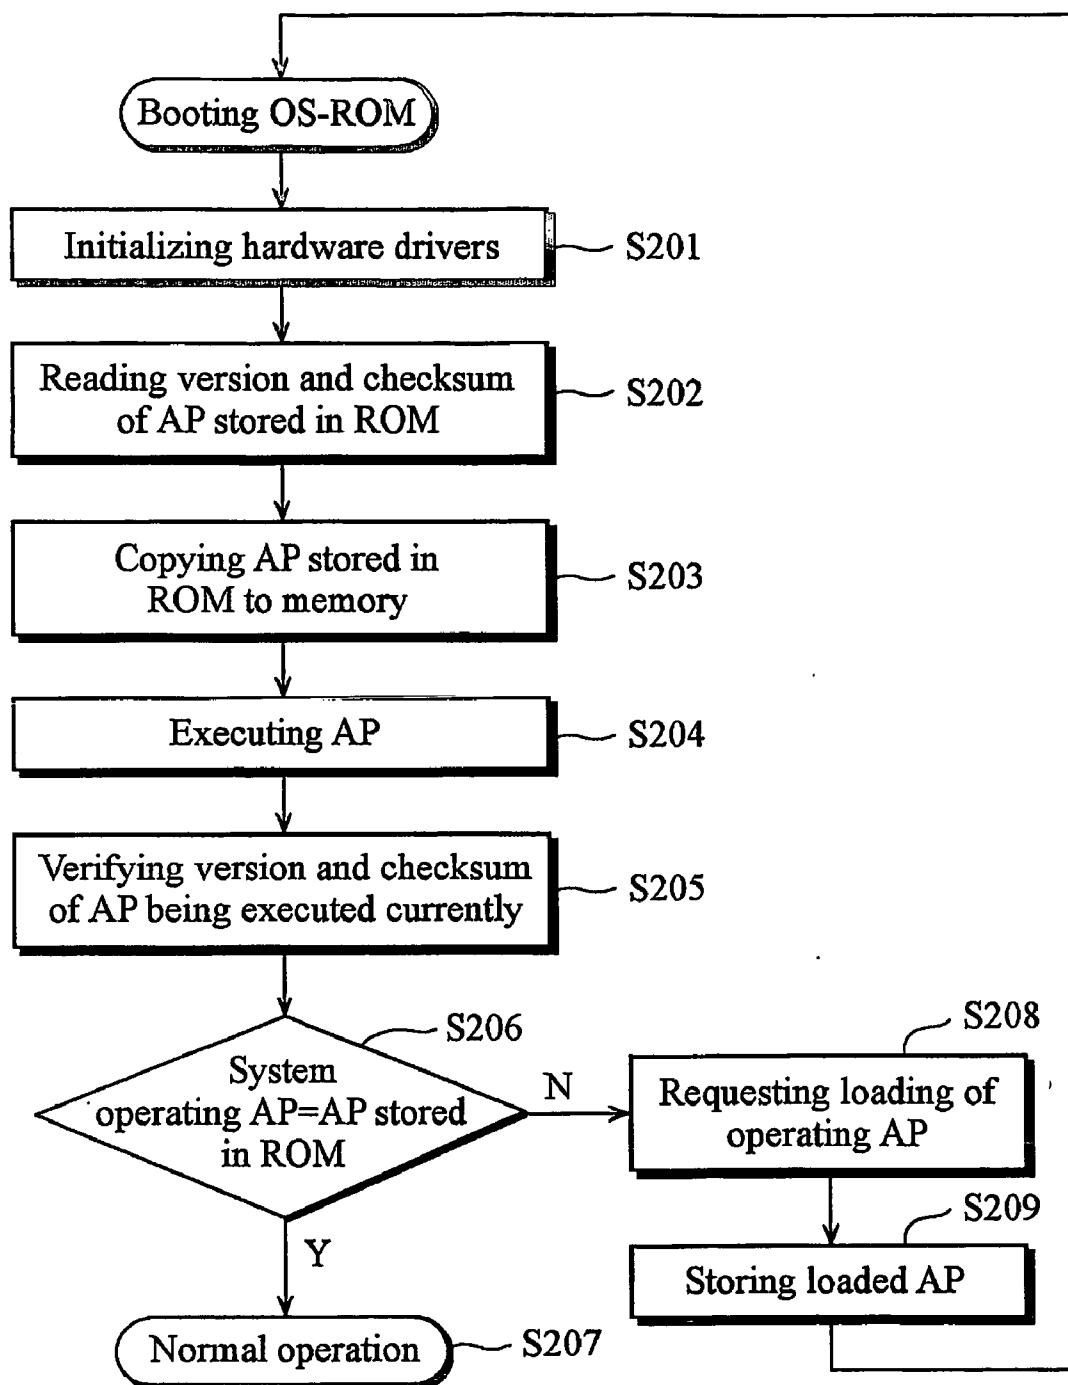 Booting OS-ROM
Initializing hardware drivers
S201
Reading version and checksum
of AP stored in ROM
S202
Copying AP stored in
ROM to memory
S203
Executing AP
S204
Verifying version and checksum
of AP being executed currently
S205
S206
System
operating AP=AP stored
in ROM
N
Y
S208
Requesting loading of
operating AP
S209
Storing loaded AP
Normal operation
S207